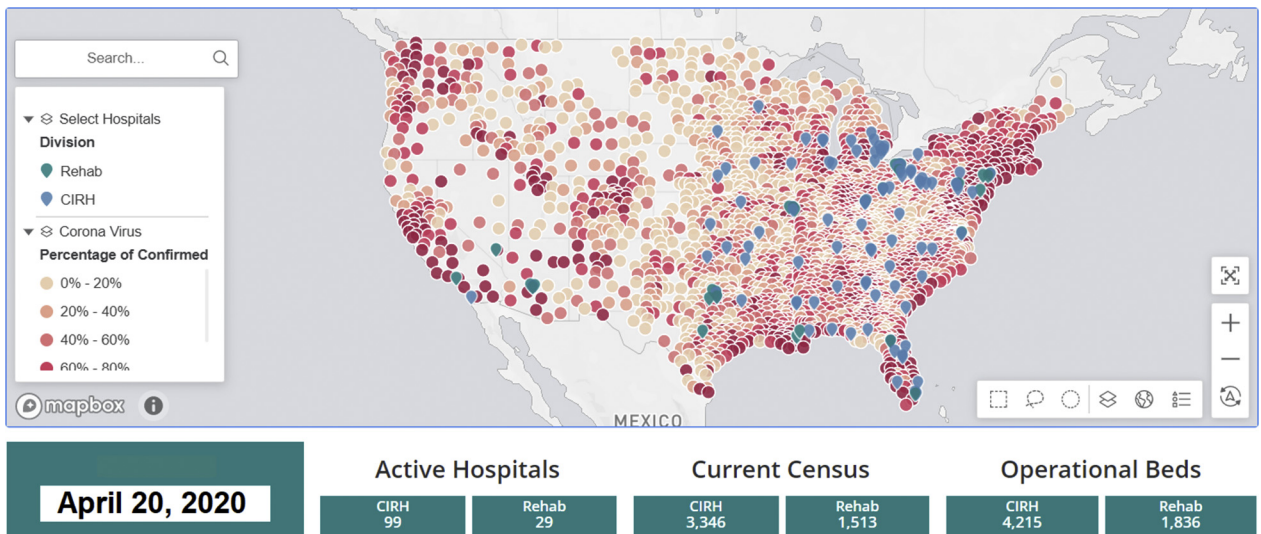 Search...
Select Hospitals
Division
Rehab
CIRH
Corona Virus
Percentage of Confirmed
0% - 20%
20% - 40%
40% - 60%
60% - 80%
mapbox
MEXICO
April 20, 2020
Active Hospitals
CIRH
99
Rehab
29
Current Census
CIRH
3,346
Rehab
1,513
Operational Beds
CIRH
4,215
Rehab
1,836